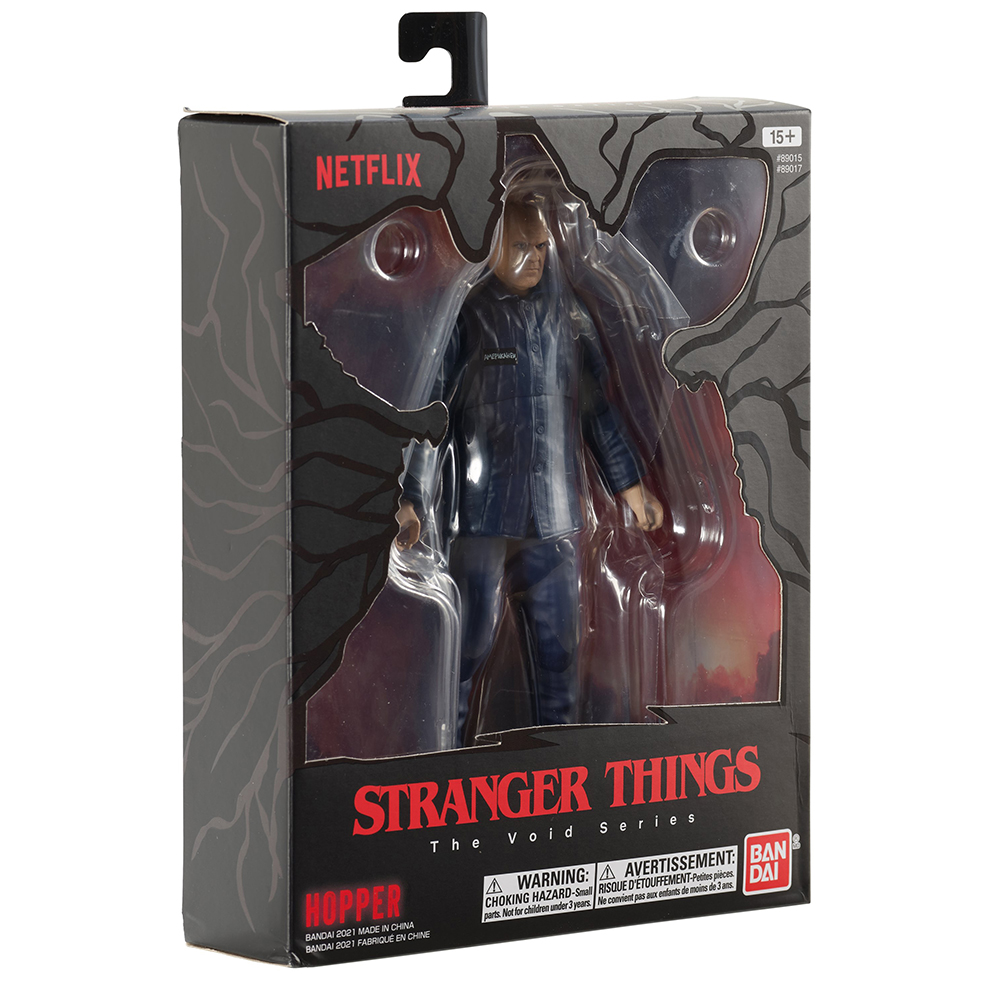 NETFLIX
15+
#89015
#89017
STRANGER THINGS
The Void Series
WARNING:
CHOKING HAZARD-Small
parts. Not for children under 3 years.
AVERTISSEMENT:
RISQUE D'ÉTOUFFEMENT-Petites pièces.
Ne convient pas aux enfants de moins de 3 ans.
BAN
DAI
HOPPER
BANDAI 2021 MADE IN CHINA
BANDAI 2021 FABRIQUÉ EN CHINE